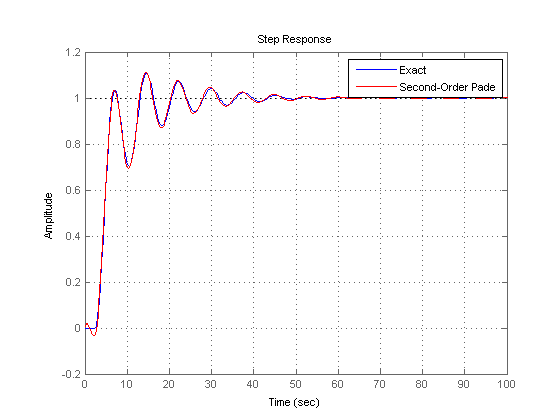 Step Response
1.2
1
0.8
0.6
0.4
0.2
0
-0.2
Amplitude
Exact
Second-Order Pade
0 10 20 30 40 50 60 70 80 90 100
Time (sec)